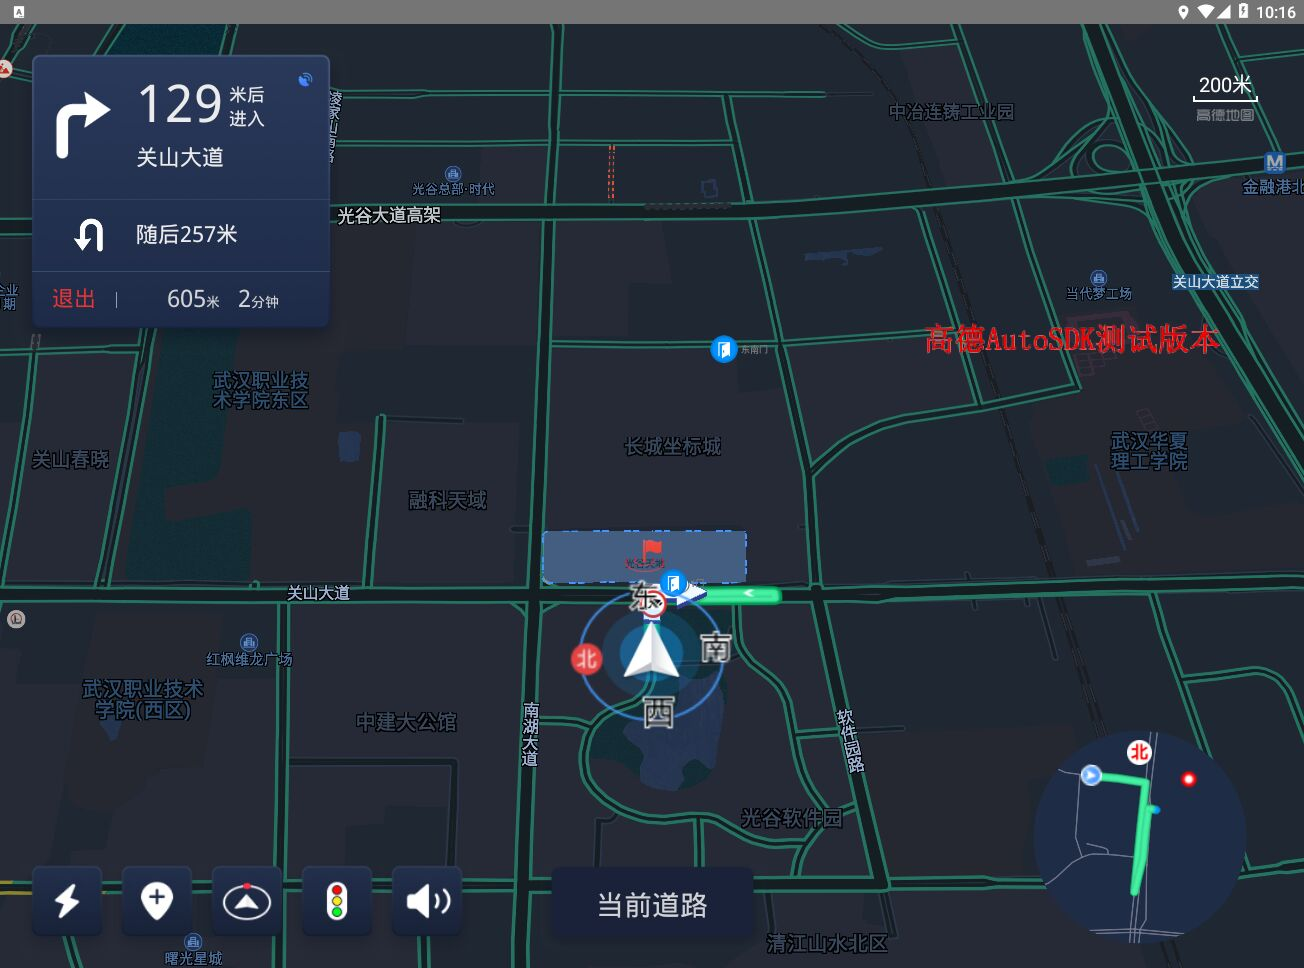 10:16
129 米后
进入
关山大道
随后257米
退出
605米 2分钟
200米
高德地图
中冶连铸工业园
M
金融港北
光谷总部·时代
光谷大道高架
当代梦工场
关山大道立交
高德AutoSDK测试版本
东南门
武汉职业技
术学院东区
关山春晓
长城坐标城
武汉华夏
理工学院
融科天域
关山大道
东
南
北
西
红枫维龙广场
武汉职业技术
学院(西区)
中建大公馆
南湖大道
软件园路
北
光谷软件园
当前道路
清江山水北区
曙光星城